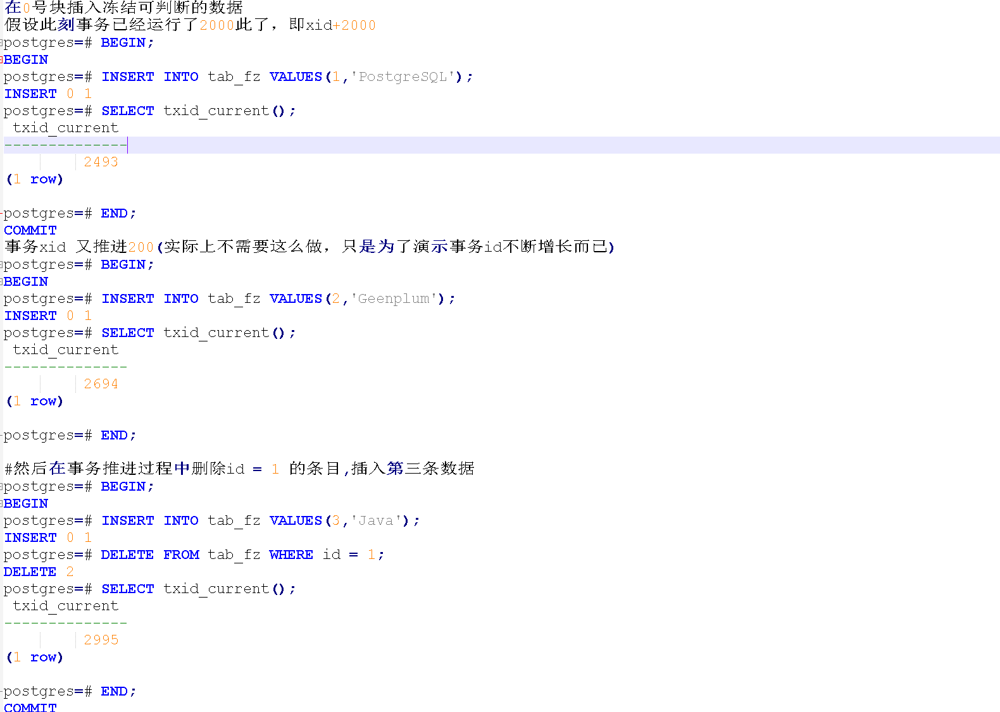 在0号块插入冻结可判断的数据
假设此刻事务已经运行了2000此了，即xid+2000
postgres=# BEGIN;
BEGIN
postgres=# INSERT INTO tab_fz VALUES(1,'PostgreSQL');
INSERT 0 1
postgres=# SELECT txid_current();
 txid_current
--------------
         2493
(1 row)

postgres=# END;
COMMIT
事务xid 又推进200(实际上不需要这么做，只是为了演示事务id不断增长而已)
postgres=# BEGIN;
BEGIN
postgres=# INSERT INTO tab_fz VALUES(2,'Geenplum');
INSERT 0 1
postgres=# SELECT txid_current();
 txid_current
--------------
         2694
(1 row)

postgres=# END;

#然后在事务推进过程中删除id = 1 的条目,插入第三条数据
postgres=# BEGIN;
BEGIN
postgres=# INSERT INTO tab_fz VALUES(3,'Java');
INSERT 0 1
postgres=# DELETE FROM tab_fz WHERE id = 1;
DELETE 2
postgres=# SELECT txid_current();
 txid_current
--------------
         2995
(1 row)

postgres=# END;
COMMIT